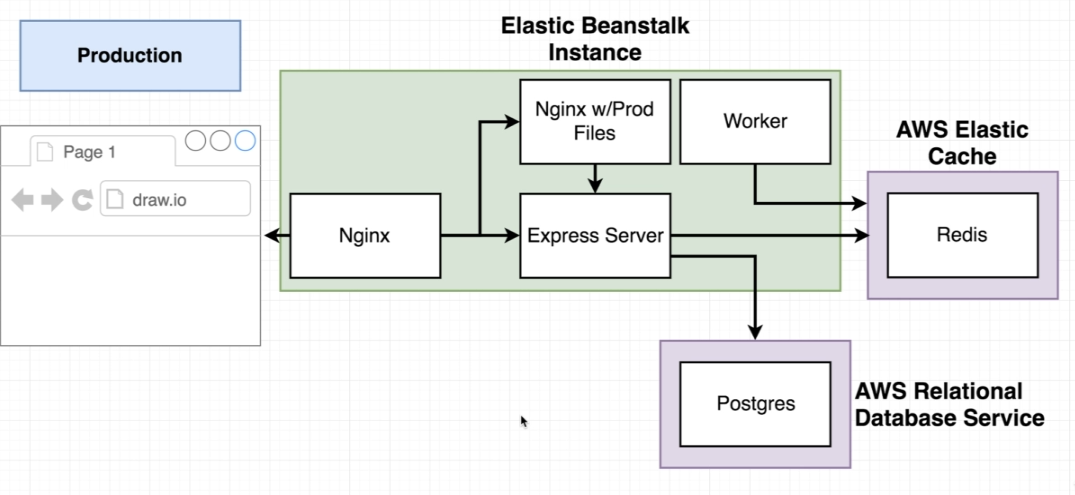 Production
Elastic Beanstalk
Instance
Page 1
draw.io
Nginx
Nginx w/Prod
Files
Worker
Express Server
AWS Elastic
Cache
Redis
Postgres
AWS Relational
Database Service